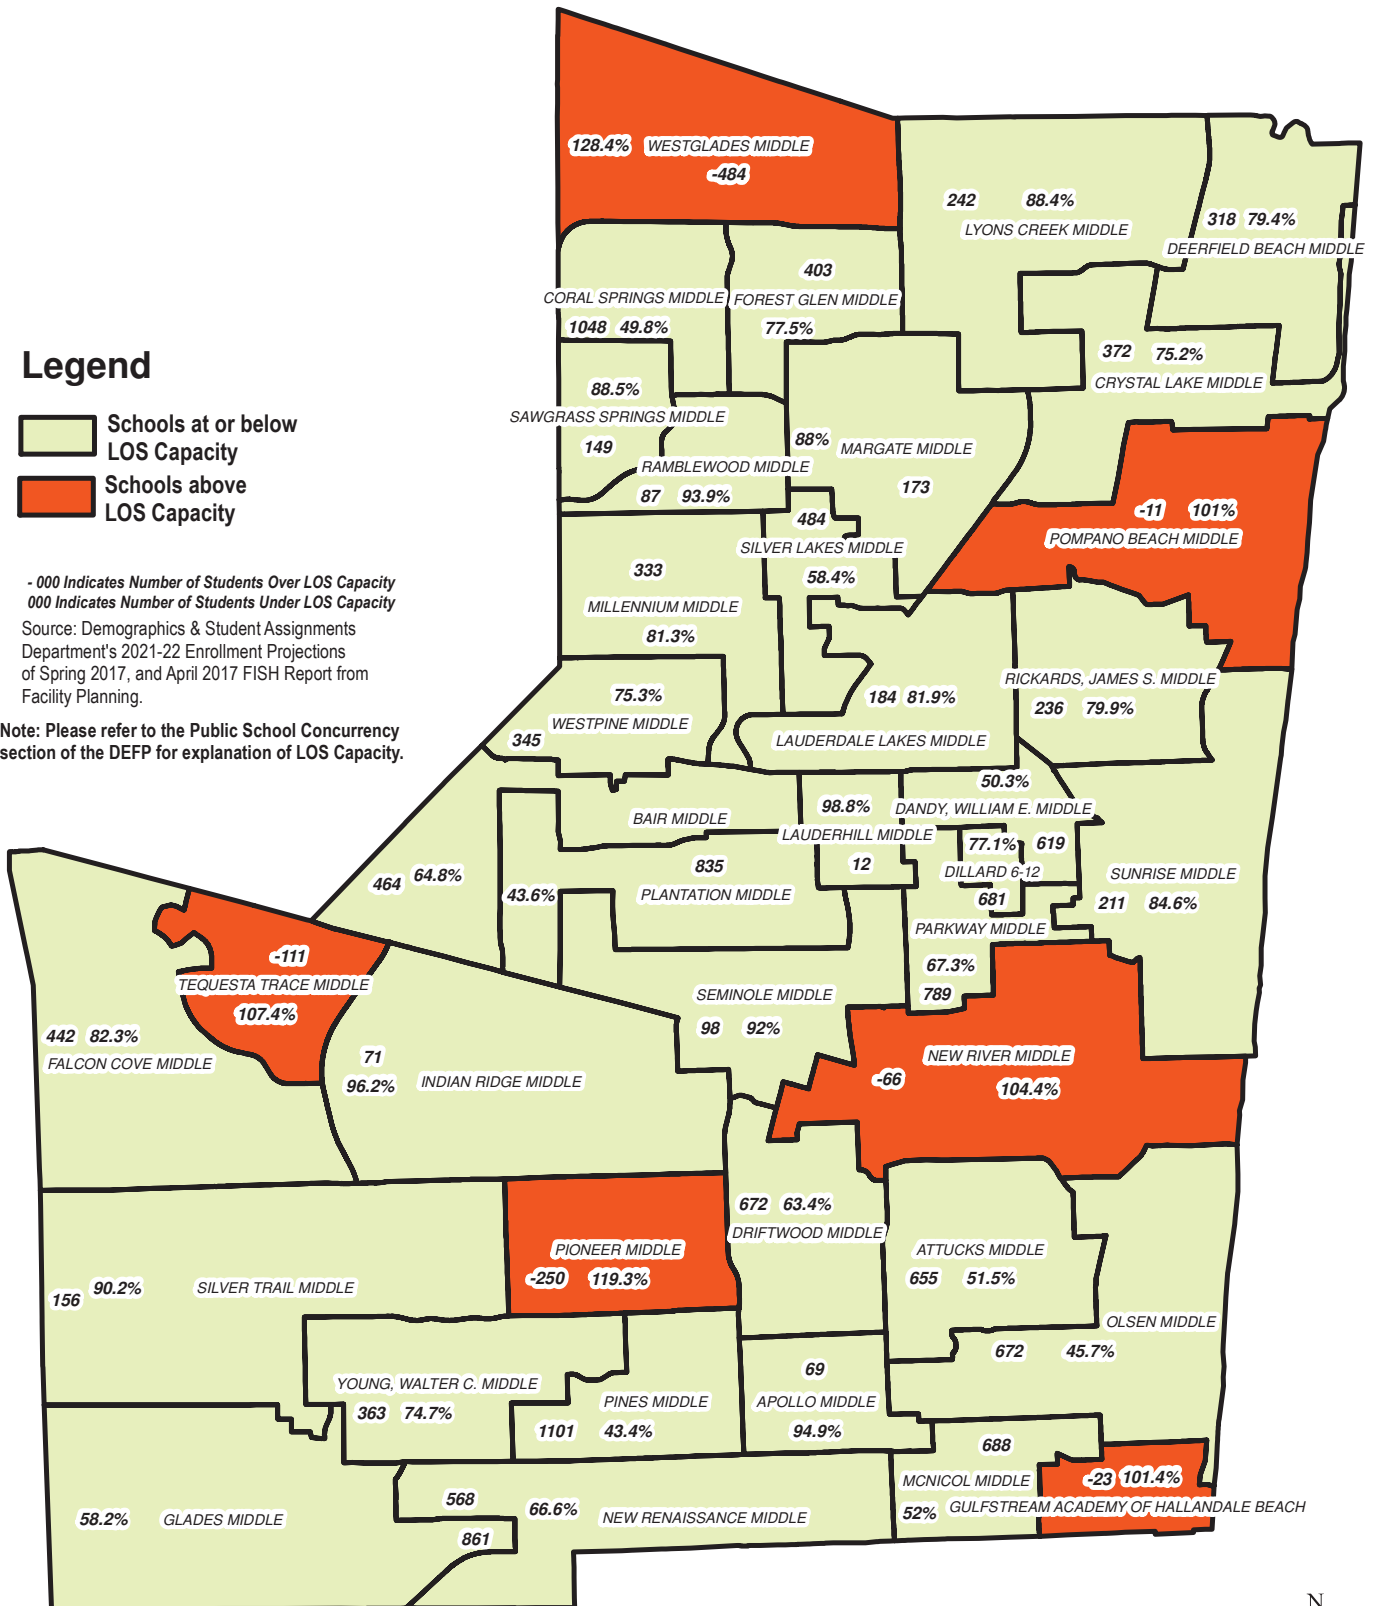 128.4% WESTGLADES MIDDLE
-484
242 88.4%
LYONS CREEK MIDDLE
318 79.4%
DEERFIELD BEACH MIDDLE
403
CORAL SPRINGS MIDDLE
FOREST GLEN MIDDLE
1048 49.8%
77.5%
372 75.2%
CRYSTAL LAKE MIDDLE
Legend
Schools at or below
LOS Capacity
Schools above
LOS Capacity
- 000 Indicates Number of Students Over LOS Capacity
000 Indicates Number of Students Under LOS Capacity
Source: Demographics & Student Assignments
Department's 2021-22 Enrollment Projections
of Spring 2017, and April 2017 FISH Report from
Facility Planning.
Note: Please refer to the Public School Concurrency
section of the DEFP for explanation of LOS Capacity.
88.5%
SAWGRASS SPRINGS MIDDLE
149
88%
MARGATE MIDDLE
173
RAMBLEWOOD MIDDLE
87 93.9%
-11 101%
POMPANO BEACH MIDDLE
484
SILVER LAKES MIDDLE
58.4%
333
MILLENNIUM MIDDLE
81.3%
75.3%
WESTPINE MIDDLE
345
184 81.9%
LAUDERDALE LAKES MIDDLE
RICKARDS, JAMES S. MIDDLE
236 79.9%
50.3%
DANDY, WILLIAM E. MIDDLE
619
98.8%
LAUDERHILL MIDDLE
12
BAIR MIDDLE
464 64.8%
43.6%
835
PLANTATION MIDDLE
77.1%
DILLARD 6-12
681
SUNRISE MIDDLE
211 84.6%
PARKWAY MIDDLE
67.3%
789
-111
TEQUESTA TRACE MIDDLE
107.4%
442 82.3%
FALCON COVE MIDDLE
71
96.2%
INDIAN RIDGE MIDDLE
SEMINOLE MIDDLE
98 92%
NEW RIVER MIDDLE
-66
104.4%
672 63.4%
DRIFTWOOD MIDDLE
PIONEER MIDDLE
-250 119.3%
ATTUCKS MIDDLE
655 51.5%
156 90.2%
SILVER TRAIL MIDDLE
OLSEN MIDDLE
672 45.7%
YOUNG, WALTER C. MIDDLE
363 74.7%
PINES MIDDLE
1101 43.4%
69
APOLLO MIDDLE
94.9%
688
MCNICOL MIDDLE
52%
-23 101.4%
GULFSTREAM ACADEMY OF HALLANDALE BEACH
58.2% GLADES MIDDLE
568
861
66.6%
NEW RENAISSANCE MIDDLE
N